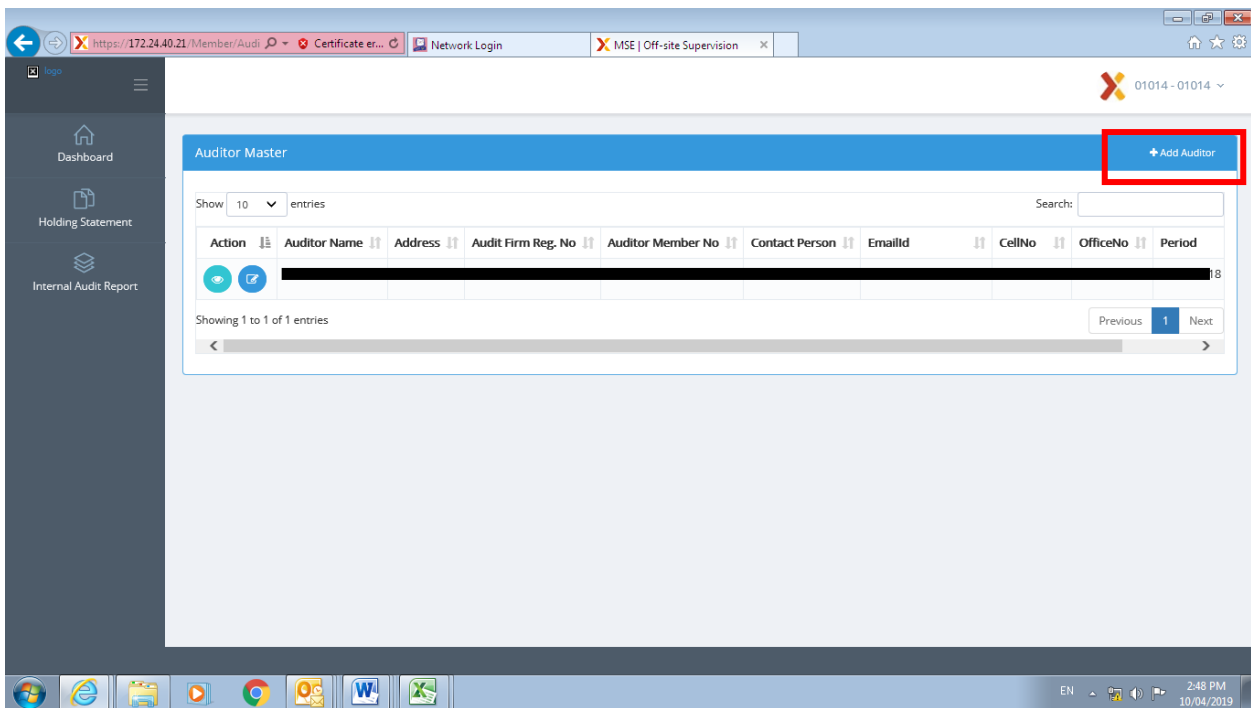 https://172.24.40.21/Member/Audi
Certificate er...
Network Login
MSE | Off-site Supervision
logo
01014 - 01014
Dashboard
Holding Statement
Internal Audit Report
Auditor Master
+ Add Auditor
Show 10 entries
Search:
Action Auditor Name Address Audit Firm Reg. No Auditor Member No Contact Person EmailId CellNo OfficeNo Period
18
Showing 1 to 1 of 1 entries
Previous 1 Next
EN
2:48 PM
10/04/2019